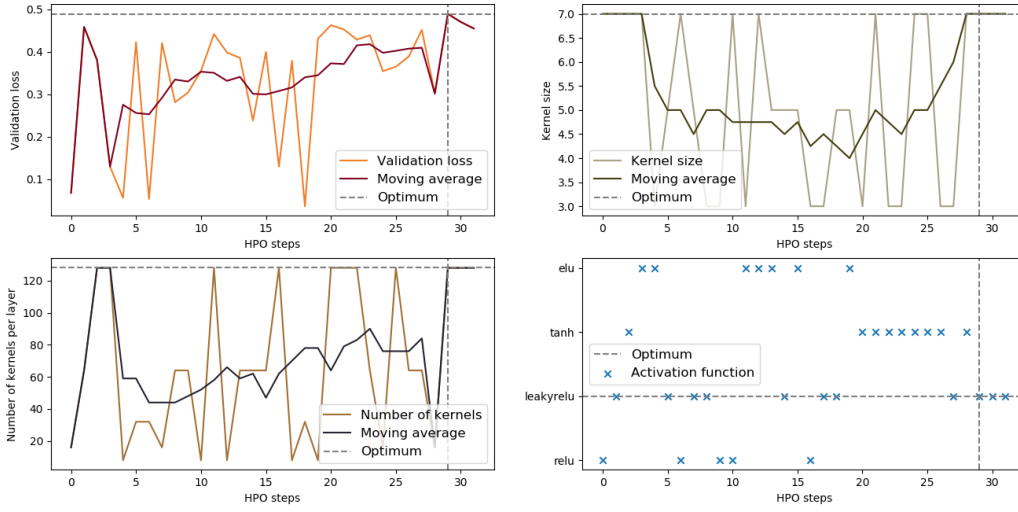 0.5
0.4
0.3
0.2
0.1
Validation loss
Validation loss
Moving average
Optimum
0 5 10 15 20 25 30
HPO steps
7.0
6.5
6.0
5.5
5.0
4.5
4.0
3.5
3.0
Kernel size
Kernel size
Moving average
Optimum
0 5 10 15 20 25 30
HPO steps
120
100
80
60
40
20
Number of kernels per layer
Number of kernels
Moving average
Optimum
0 5 10 15 20 25 30
HPO steps
elu
tanh
leakyrelu
relu
Optimum
Activation function
0 5 10 15 20 25 30
HPO steps